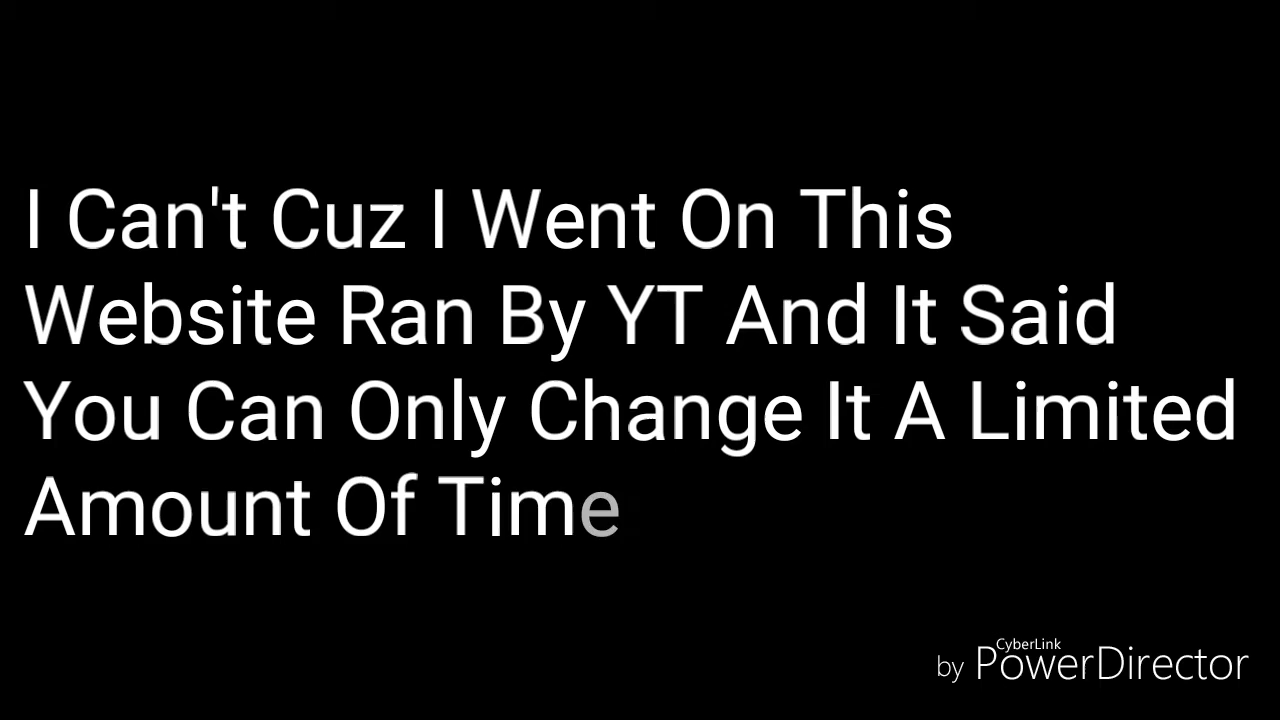 I Can't Cuz I Went On This
Website Ran By YT And It Said
You Can Only Change It A Limited
Amount Of Time
CyberLink
by PowerDirector